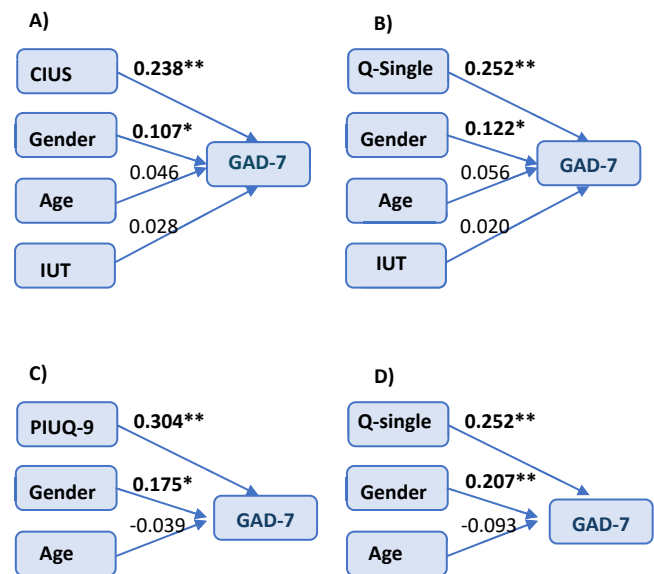 A)
CIUS
0.238**
Gender
0.107*
0.046
GAD-7
Age
0.028
IUT
B)
Q-Single
0.252**
Gender
0.122*
0.056
GAD-7
Age
0.020
IUT
C)
PIUQ-9
0.304**
Gender
0.175*
-0.039
GAD-7
Age
D)
Q-single
0.252**
Gender
0.207**
-0.093
GAD-7
Age